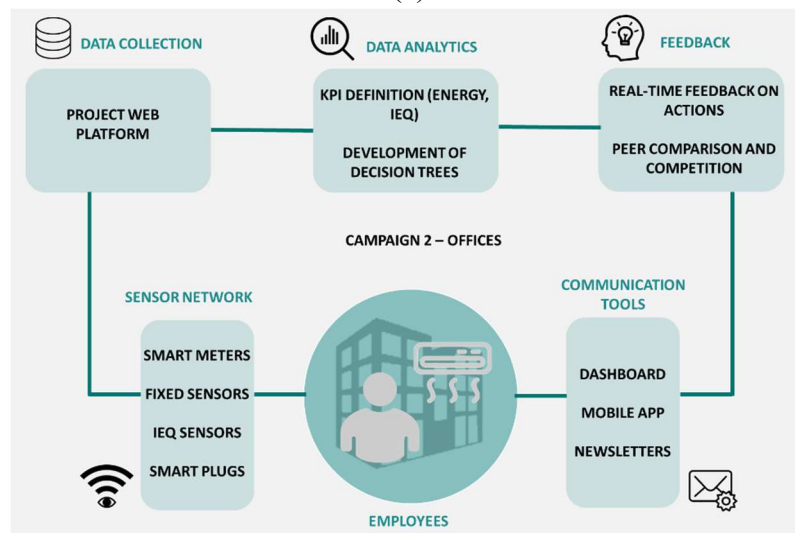 DATA COLLECTION
DATA ANALYTICS
FEEDBACK
PROJECT WEB
PLATFORM
KPI DEFINITION (ENERGY,
IEQ)
DEVELOPMENT OF
DECISION TREES
REAL-TIME FEEDBACK ON
ACTIONS
PEER COMPARISON AND
COMPETITION
CAMPAIGN 2 – OFFICES
SENSOR NETWORK
SMART METERS
FIXED SENSORS
IEQ SENSORS
SMART PLUGS
COMMUNICATION
TOOLS
DASHBOARD
MOBILE APP
NEWSLETTERS
EMPLOYEES